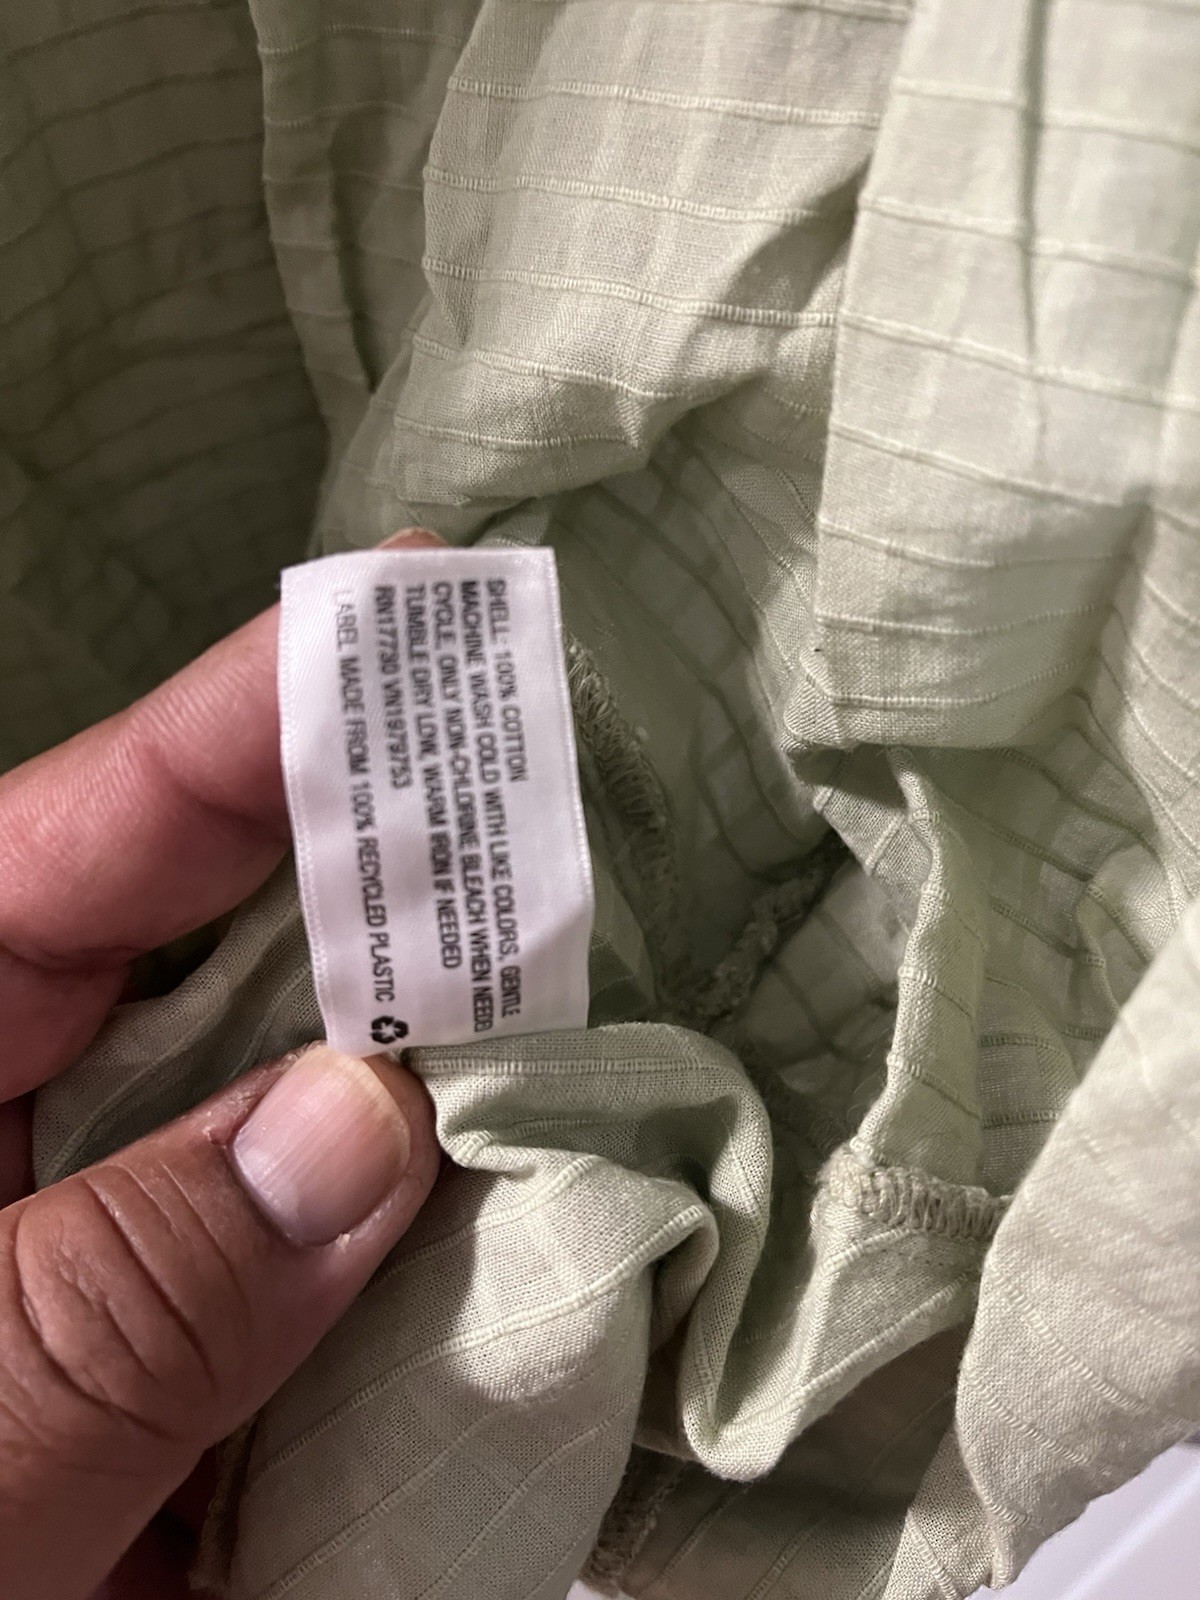 SHELL: 100% COTTON
MACHINE WASH COLD WITH LIKE COLORS, GENTLE
CYCLE. ONLY NON-CHLORINE BLEACH WHEN NEEDED
TUMBLE DRY LOW, WARM IRON IF NEEDED
RN17730 VN1979753
LABEL MADE FROM 100% RECYCLED PLASTIC